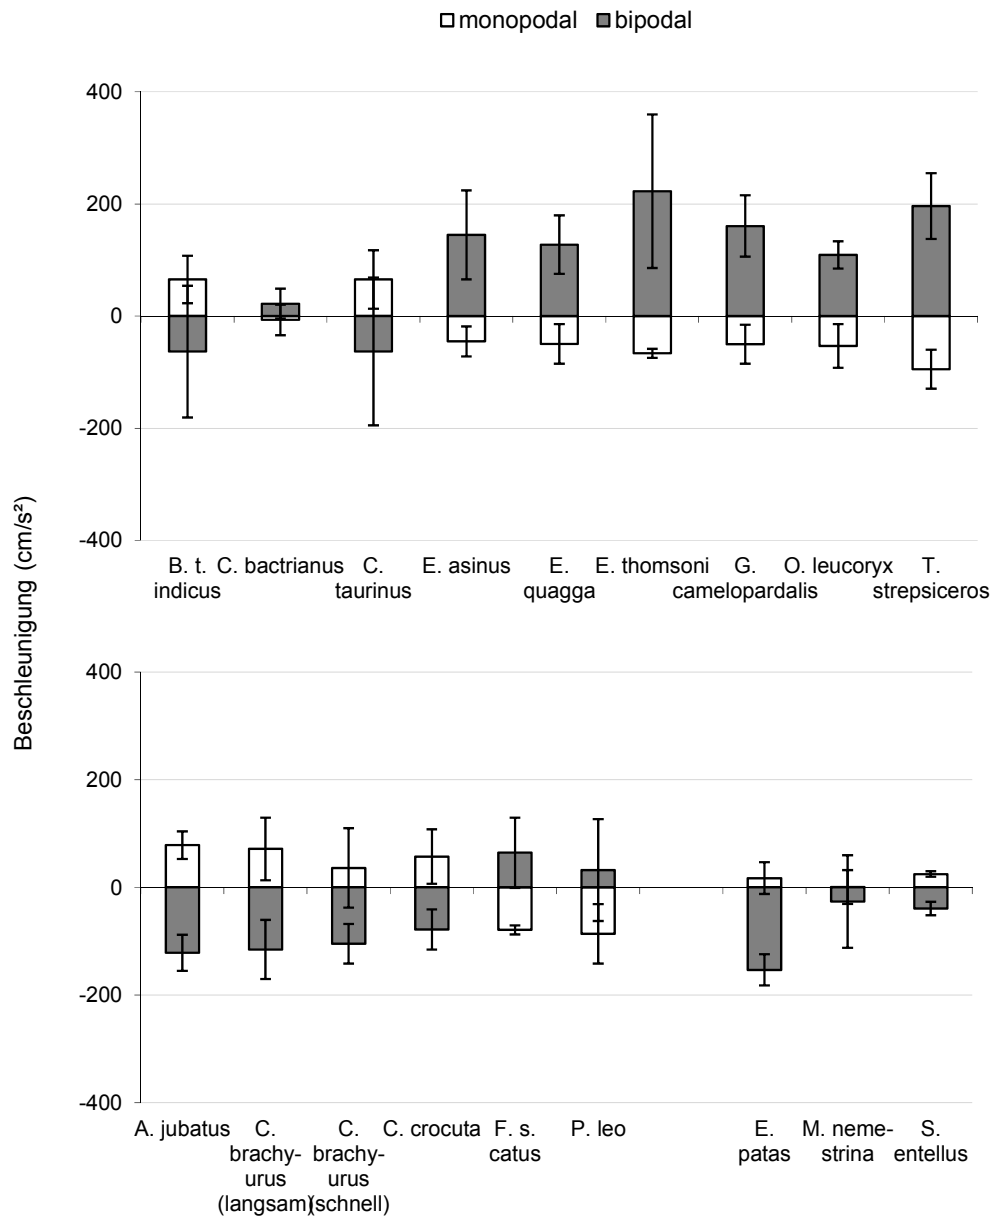 monopodal bipodal
400
200
0
-200
-400
B. t. C. bactrianus C. E. asinus E. E. thomsoni G. O. leucoryx T.
indicus taurinus quagga camelopardalis strepsiceros
Beschleunigung (cm/s²)
400
200
0
-200
-400
A. jubatus C. C. C. crocuta F. s. P. leo E. M. neme- S.
brachy- brachy- catus patas strina entellus
urus urus
(langsam) (schnell)